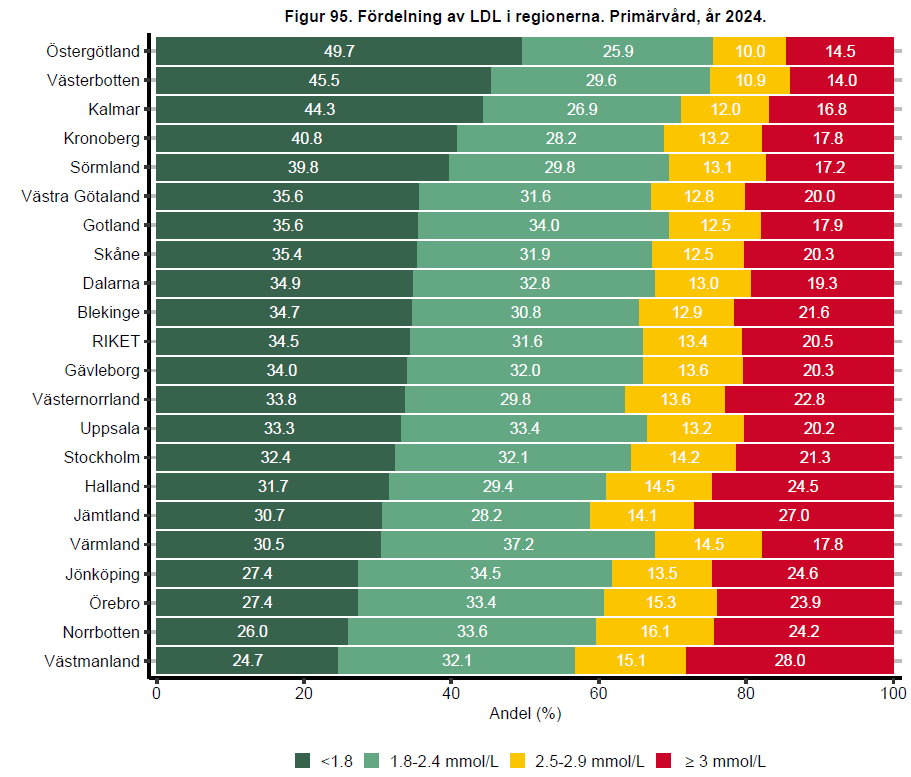 Figur 95. Fördelning av LDL i regionerna. Primärvård, år 2024.
Östergötland 49.7 25.9 10.0 14.5
Västerbotten 45.5 29.6 10.9 14.0
Kalmar 44.3 26.9 12.0 16.8
Kronoberg 40.8 28.2 13.2 17.8
Sörmland 39.8 29.8 13.1 17.2
Västra Götaland 35.6 31.6 12.8 20.0
Gotland 35.6 34.0 12.5 17.9
Skåne 35.4 31.9 12.5 20.3
Dalarna 34.9 32.8 13.0 19.3
Blekinge 34.7 30.8 12.9 21.6
RIKET 34.5 31.6 13.4 20.5
Gävleborg 34.0 32.0 13.6 20.3
Västernorrland 33.8 29.8 13.6 22.8
Uppsala 33.3 33.4 13.2 20.2
Stockholm 32.4 32.1 14.2 21.3
Halland 31.7 29.4 14.5 24.5
Jämtland 30.7 28.2 14.1 27.0
Värmland 30.5 37.2 14.5 17.8
Jönköping 27.4 34.5 13.5 24.6
Örebro 27.4 33.4 15.3 23.9
Norrbotten 26.0 33.6 16.1 24.2
Västmanland 24.7 32.1 15.1 28.0
0 20 40 60 80 100
Andel (%)
<1.8 1.8-2.4 mmol/L 2.5-2.9 mmol/L ≥ 3 mmol/L